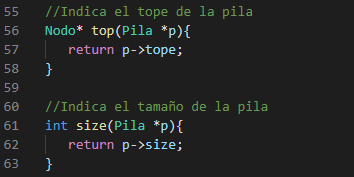 55 //Indica el tope de la pila
56 Nodo* top(Pila *p){
57 return p->tope;
58 }
59
60 //Indica el tamaño de la pila
61 int size(Pila *p){
62 return p->size;
63 }